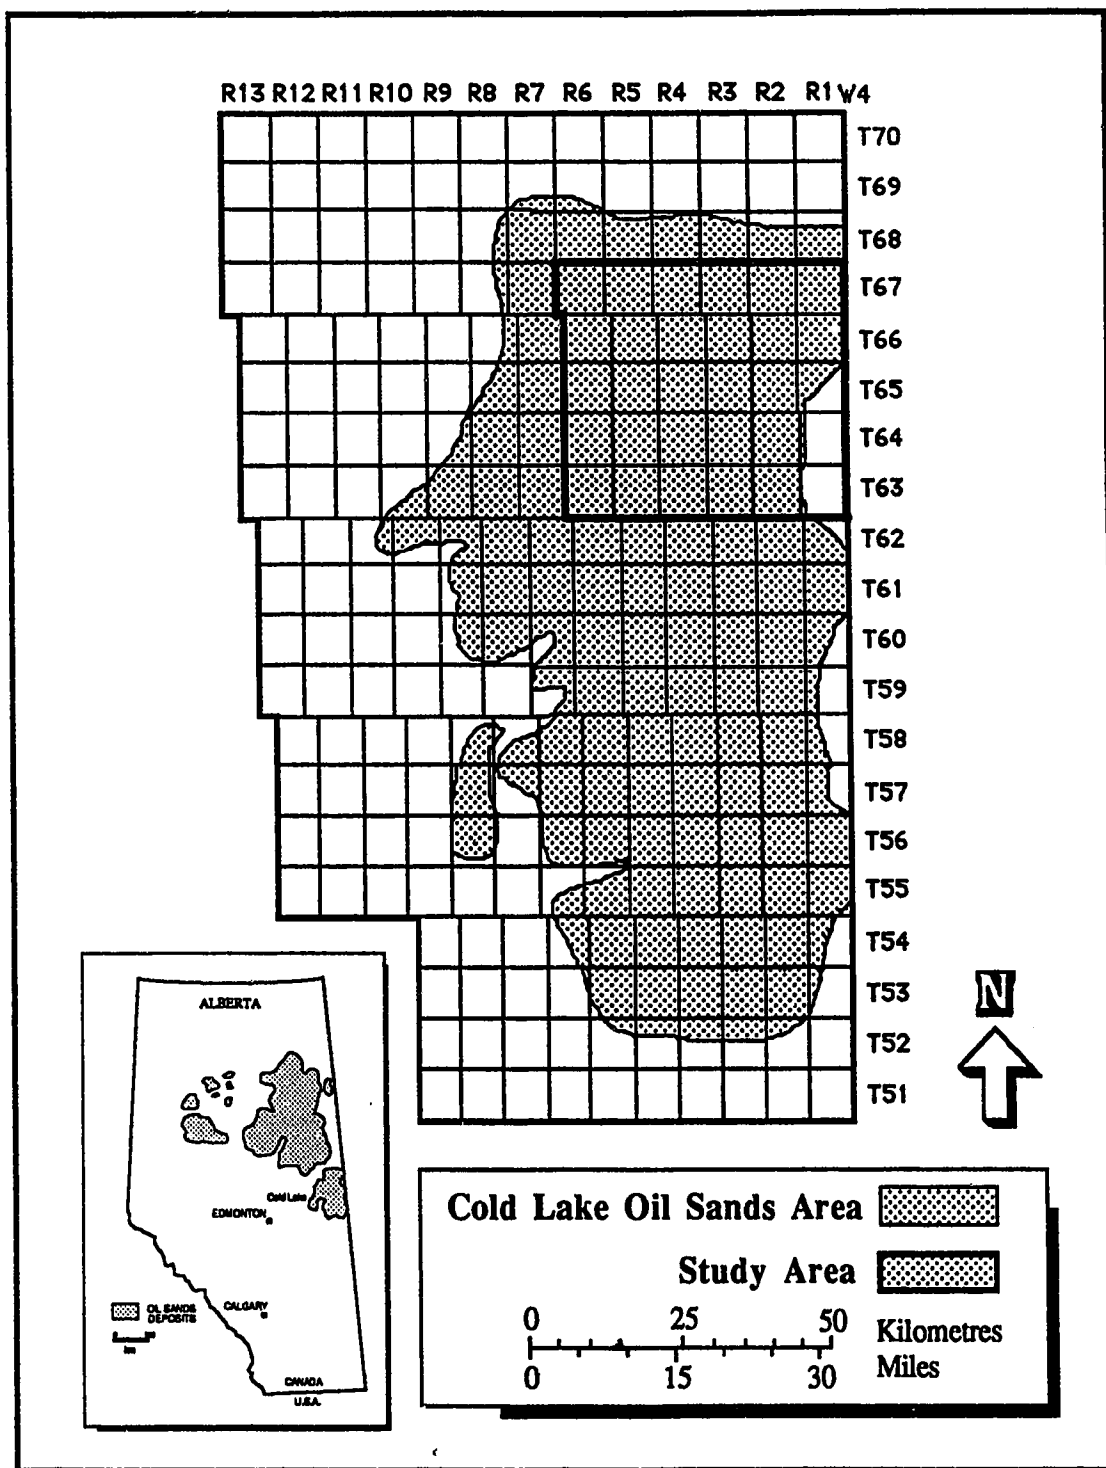 R13 R12 R11 R10 R9 R8 R7 R6 R5 R4 R3 R2 R1 W4
T70
T69
T68
T67
T66
T65
T64
T63
T62
T61
T60
T59
T58
T57
T56
T55
T54
T53
T52
T51
N
ALBERTA
Cold Lake
EDMONTON
CALGARY
OIL SANDS
DEPOSITS
km
CANADA
U.S.A.
Cold Lake Oil Sands Area
Study Area
0 25 50 Kilometres
0 15 30 Miles